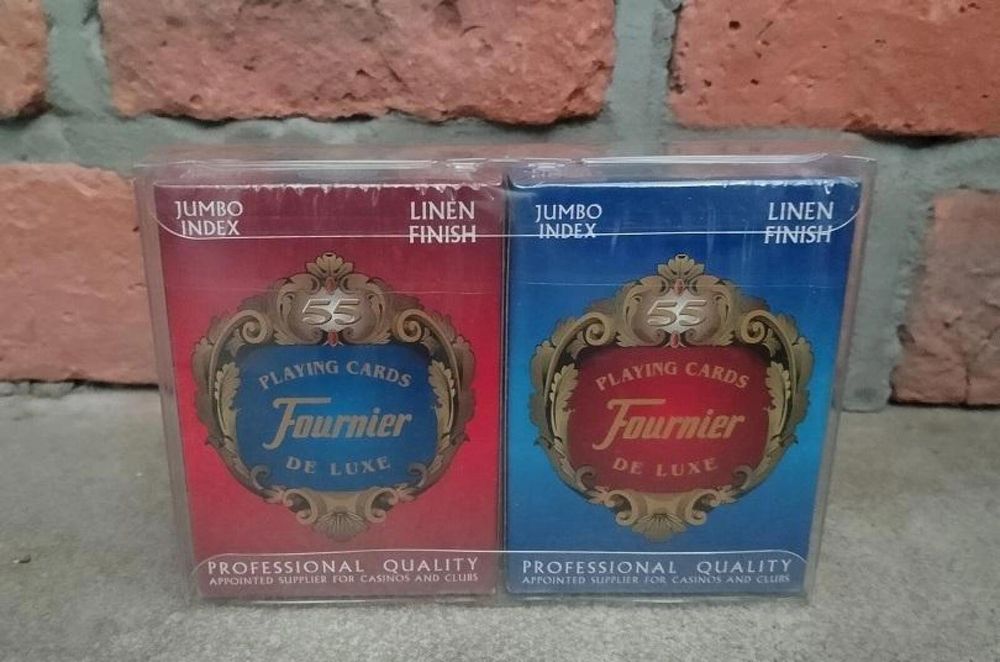 JUMBO
INDEX
LINEN
FINISH
55
PLAYING CARDS
Fournier
DE LUXE
PROFESSIONAL QUALITY
APPOINTED SUPPLIER FOR CASINOS AND CLUBS
JUMBO
INDEX
LINEN
FINISH
55
PLAYING CARDS
Fournier
DE LUXE
PROFESSIONAL QUALITY
APPOINTED SUPPLIER FOR CASINOS AND CLUBS